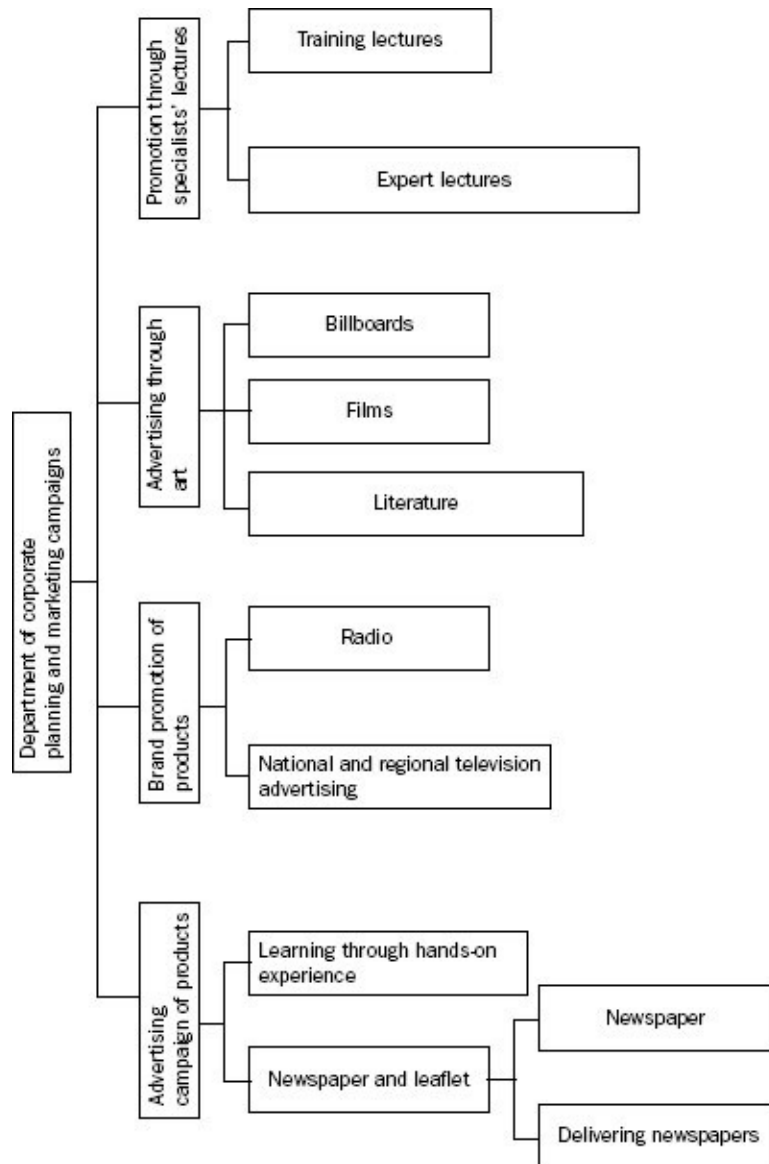 Department of corporate
planning and marketing campaigns
Promotion through
specialists' lectures
Training lectures
Expert lectures
Advertising through
art
Billboards
Films
Literature
Brand promotion of
products
Radio
National and regional television
advertising
Advertising
campaign of products
Learning through hands-on
experience
Newspaper and leaflet
Newspaper
Delivering newspapers